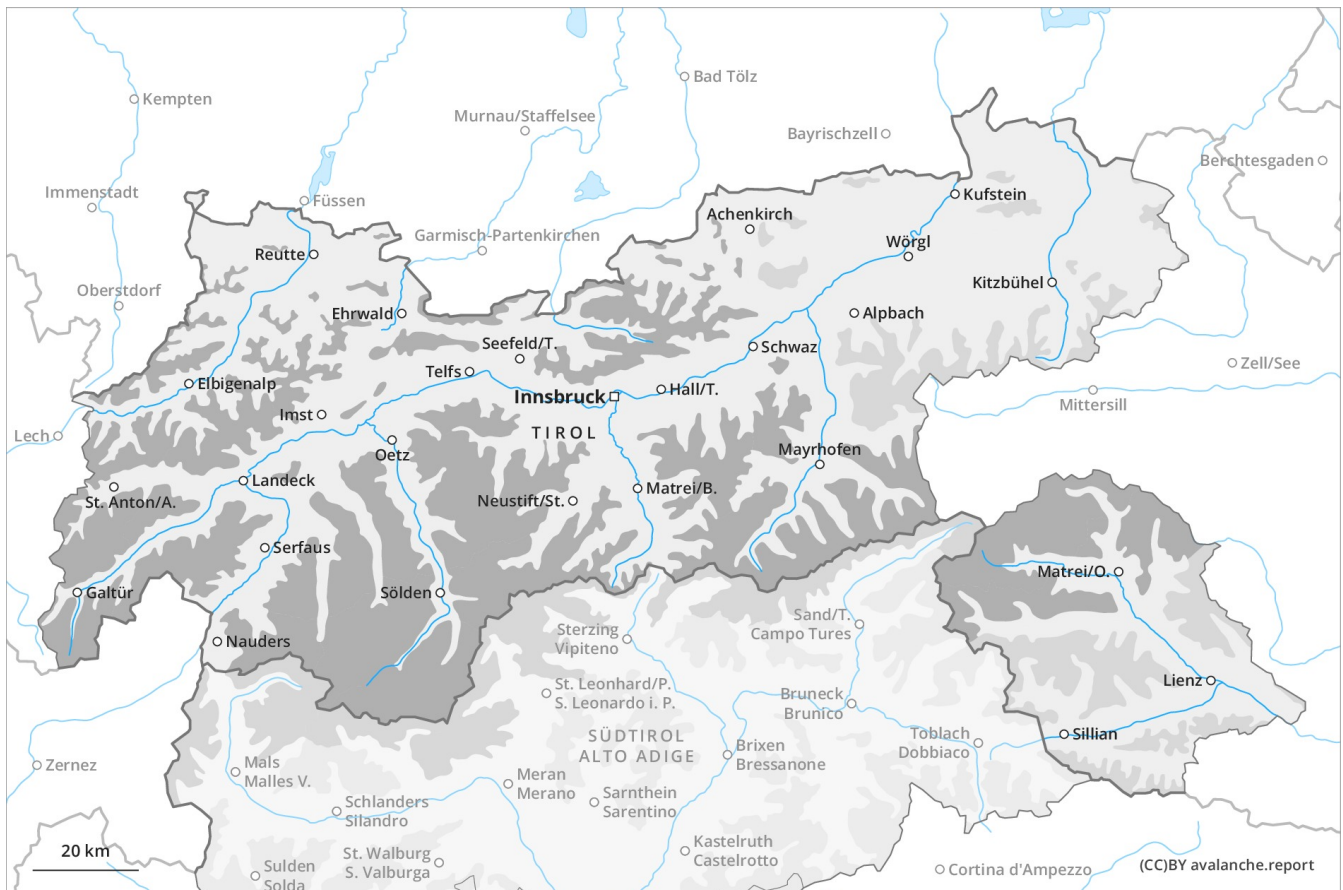 Bad Tölz
Kempten
Murnau/Staffelsee
Bayrischzell
Berchtesgaden
Immenstadt
Füssen
Kufstein
Achenkirch
Garmisch-Partenkirchen
Wörgl
Reutte
Kitzbühel
Oberstdorf
Ehrwald
Alpbach
Seefeld/T.
Schwaz
Zell/See
Telfs
Elbigenalp
Hall/T.
Innsbruck
Mittersill
Imst
TIROL
Lech
Oetz
Mayrhofen
Landeck
Matrei/B.
St. Anton/A.
Neustift/St.
Serfaus
Matrei/O.
Galtür
Sölden
Sand/T.
Campo Tures
Sterzing
Vipiteno
Nauders
Lienz
St. Leonhard/P.
S. Leonardo i. P.
Bruneck
Brunico
Sillian
Toblach
Dobbiaco
SÜDTIROL
ALTO ADIGE
Brixen
Bressanone
Zernez
Mals
Malles V.
Meran
Merano
Sarnthein
Sarentino
Schlanders
Silandro
Kastelruth
Castelrotto
20 km
St. Walburg
S. Valburga
Sulden
Solda
Cortina d'Ampezzo
(CC)BY avalanche.report